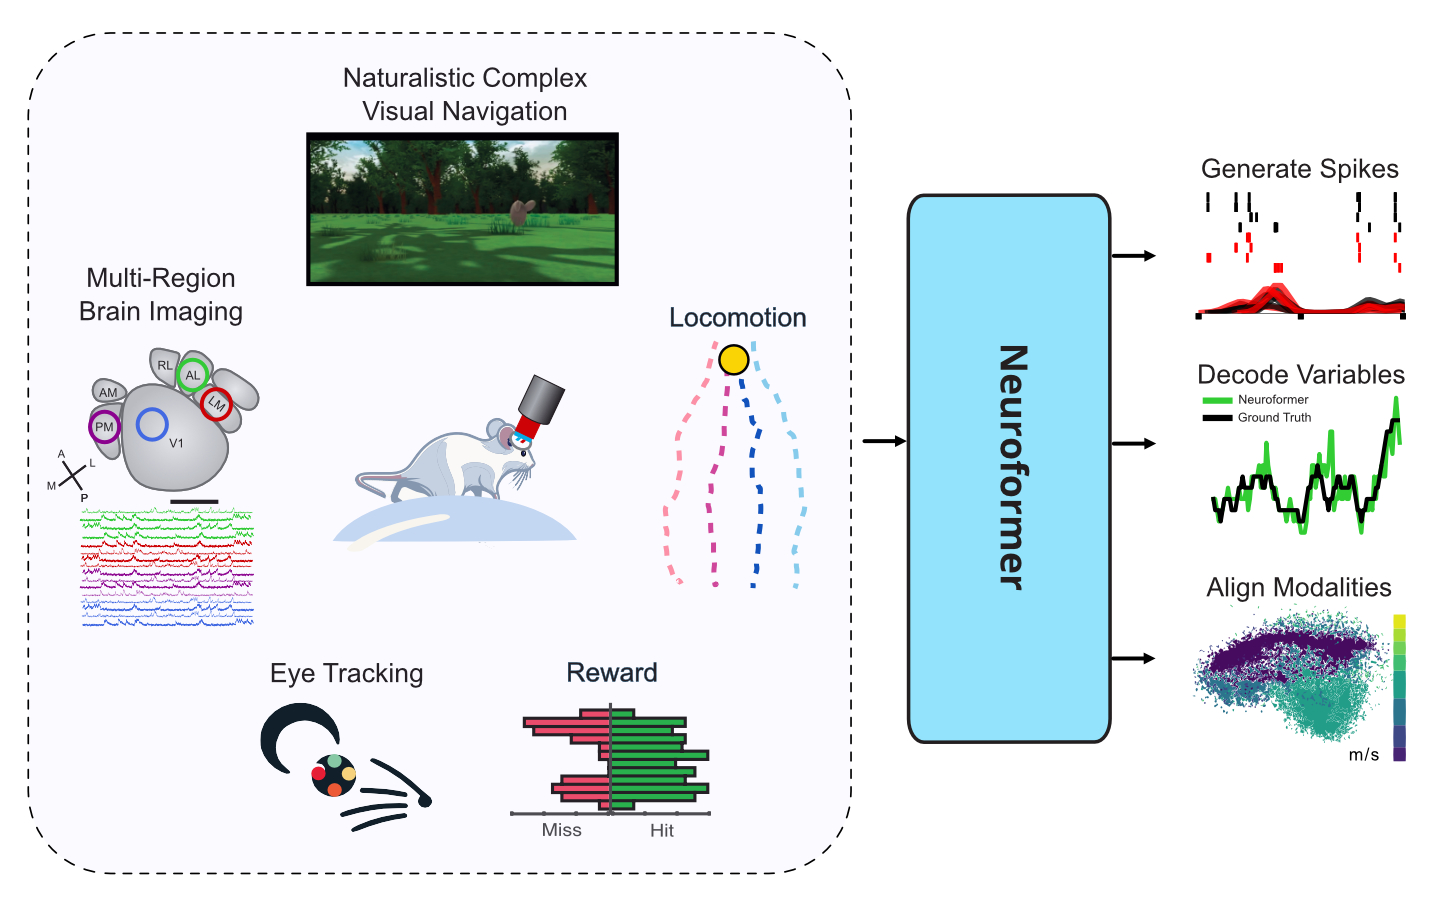 Naturalistic Complex
Visual Navigation
Multi-Region
Brain Imaging
RL
AL
AM
LM
PM
V1
A
L
M
P
Locomotion
Eye Tracking
Reward
Miss
Hit
Neuroformer
Generate Spikes
Decode Variables
Neuroformer
Ground Truth
Align Modalities
m/s